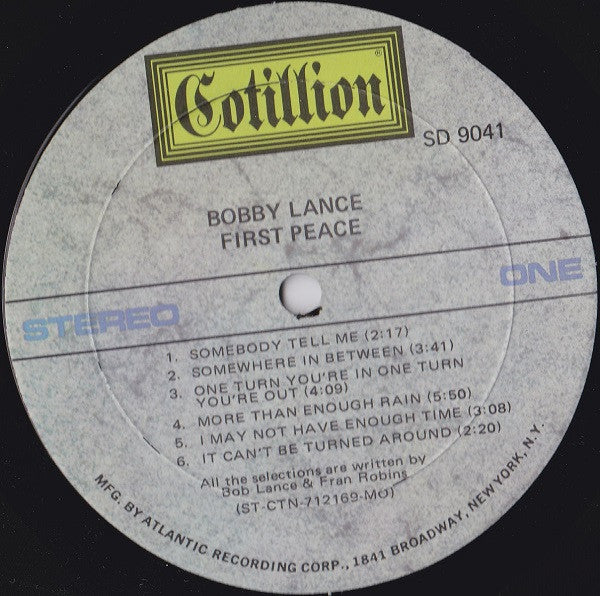 Cotillion®
SD 9041
BOBBY LANCE
FIRST PEACE
STEREO
ONE
1. SOMEBODY TELL ME (2:17)
2. SOMEWHERE IN BETWEEN (3:41)
3. ONE TURN YOU'RE IN ONE TURN
YOU'RE OUT (4:09)
4. MORE THAN ENOUGH RAIN (5:50)
5. I MAY NOT HAVE ENOUGH TIME (3:08)
6. IT CAN'T BE TURNED AROUND (2:20)
All the selections are written by
Bob Lance & Fran Robins
(ST-CTN-712169-MO)
MFG. BY ATLANTIC RECORDING CORP., 1841 BROADWAY, NEW YORK, N.Y.